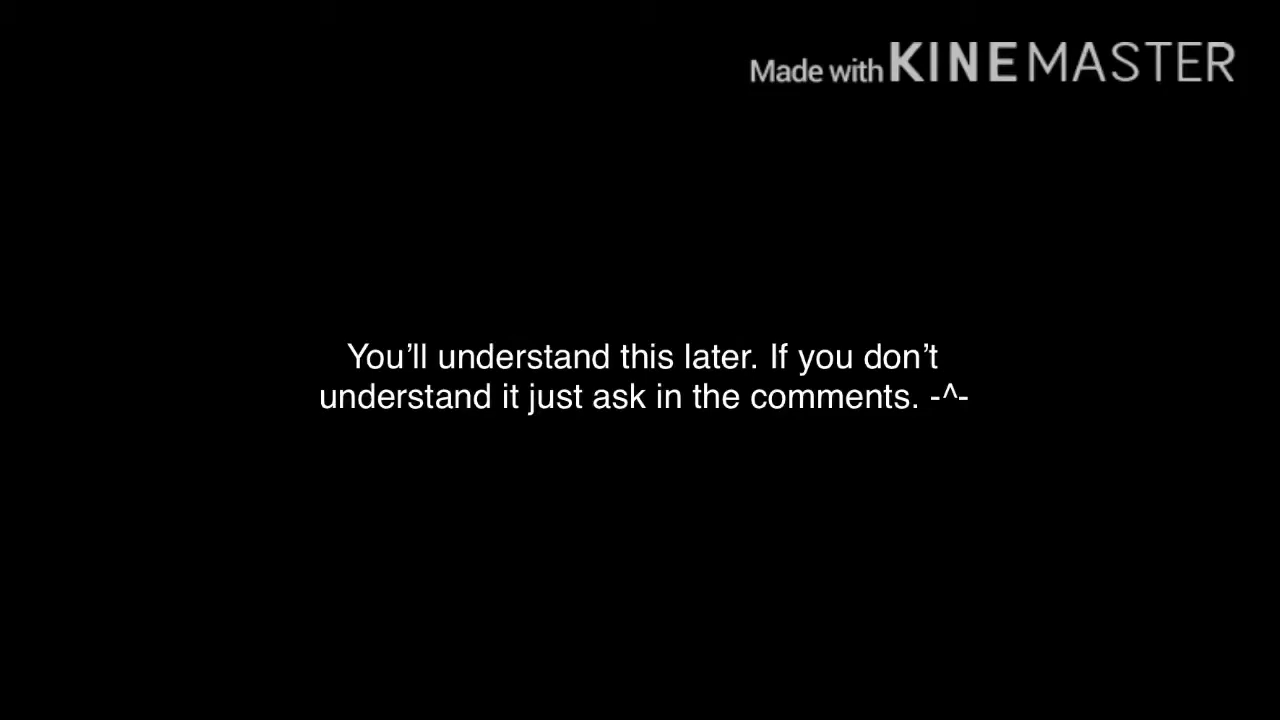 Made with KINEMASTER
You’ll understand this later. If you don’t
understand it just ask in the comments. -^-